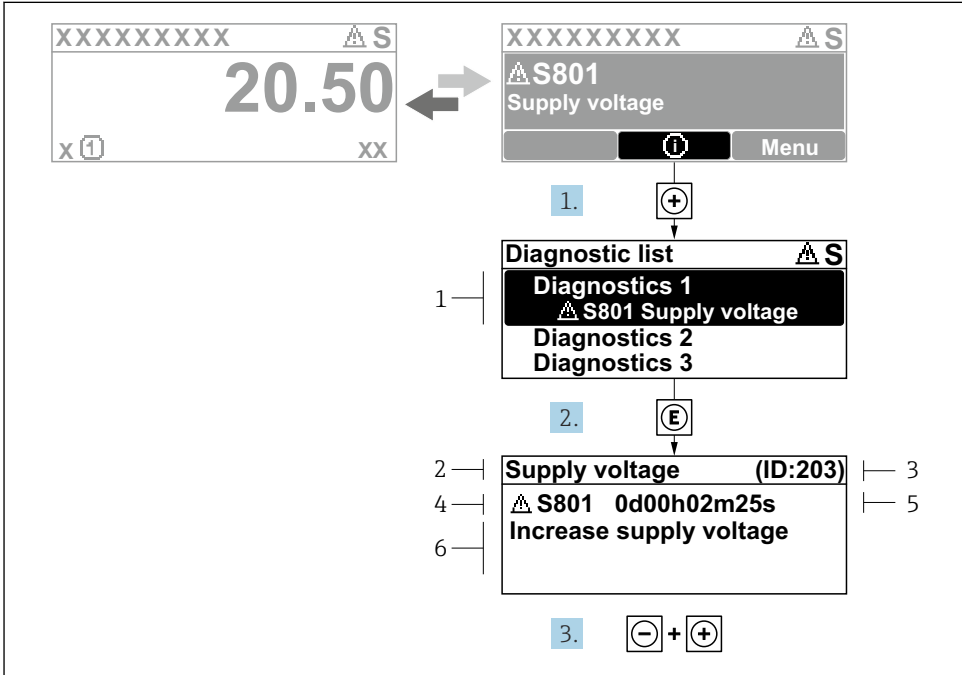 XXXXXXXXX ⚠ S
20.50
x ① xx
XXXXXXXXX ⚠ S
⚠ S801
Supply voltage
ⓘ Menu
1. ⊕
Diagnostic list ⚠ S
1
Diagnostics 1
⚠ S801 Supply voltage
Diagnostics 2
Diagnostics 3
2. Ⓔ
2 Supply voltage (ID:203) 3
4 ⚠ S801 0d00h02m25s 5
6 Increase supply voltage
3. ⊖ + ⊕